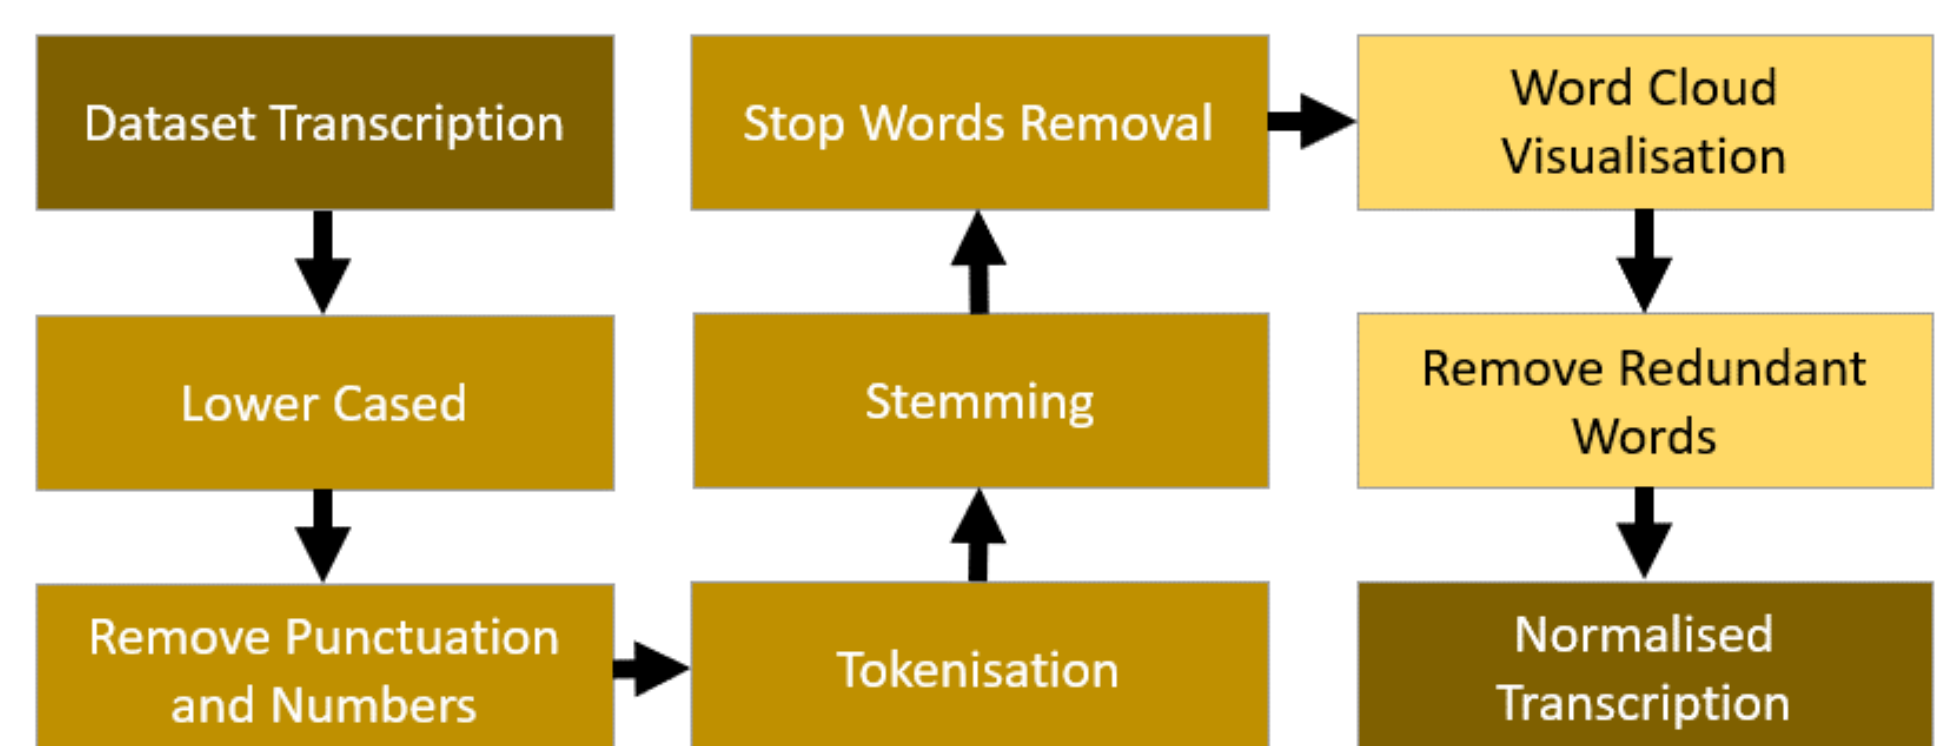 Dataset Transcription
Lower Cased
Remove Punctuation
and Numbers
Tokenisation
Stemming
Stop Words Removal
Word Cloud
Visualisation
Remove Redundant
Words
Normalised
Transcription